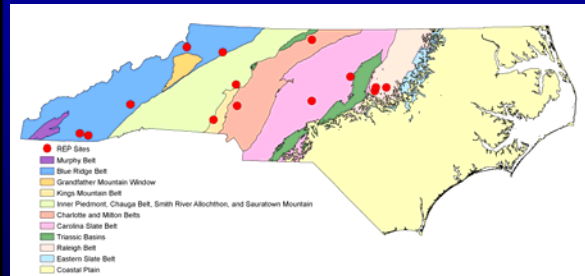 REP Sites
Murphy Belt
Blue Ridge Belt
Grandfather Mountain Window
Kings Mountain Belt
Inner Piedmont, Chauga Belt, Smith River Allochthon, and Sauratown Mountain
Charlotte and Milton Belts
Carolina Slate Belt
Triassic Basins
Raleigh Belt
Eastern Slate Belt
Coastal Plain